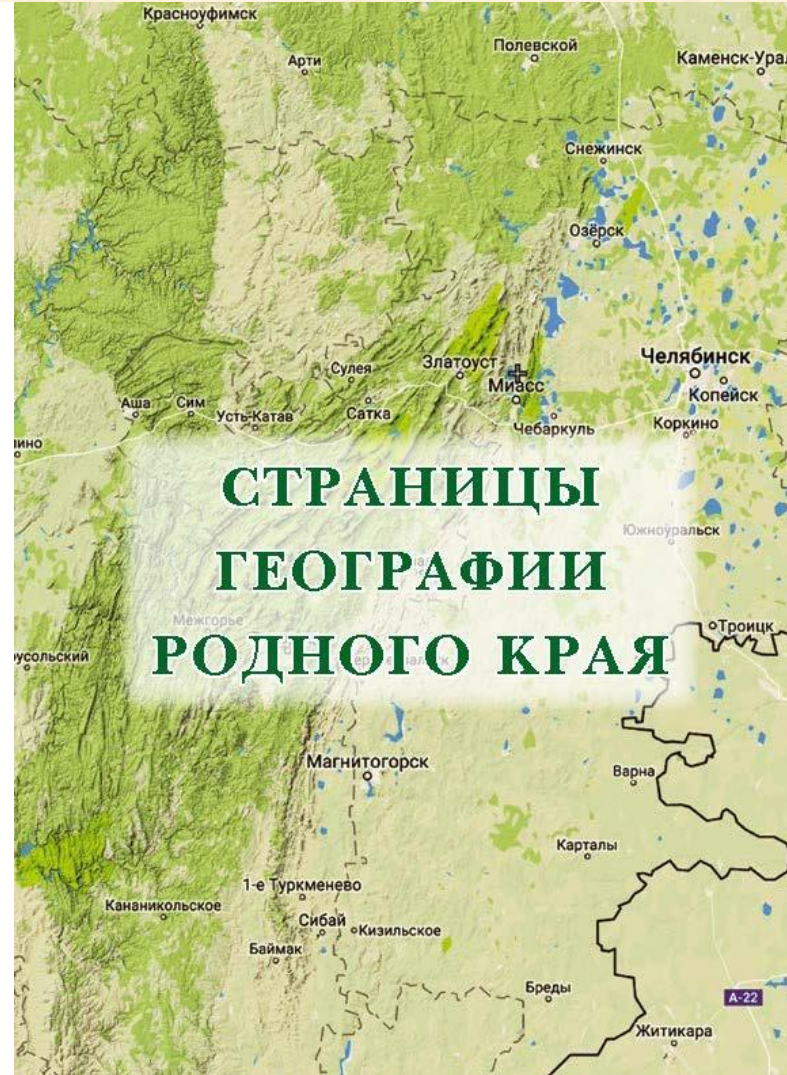 Красноуфимск
Арти
Полевской
Каменск-Ура
Снежинск
Озёрск
Сулея
Златоуст
Миасс
Челябинск
Копейск
Аша
Сим
Усть-Катав
Сатка
Чебаркуль
Коркино
ино
СТРАНИЦЫ
Южноуральск
ГЕОГРАФИИ
Межгорье
Троицк
РОДНОГО КРАЯ
усольский
Магнитогорск
Варна
Карталы
1-е Туркменево
Кананикольское
Сибай
Кизильское
Баймак
Бреды
А-22
Житикара